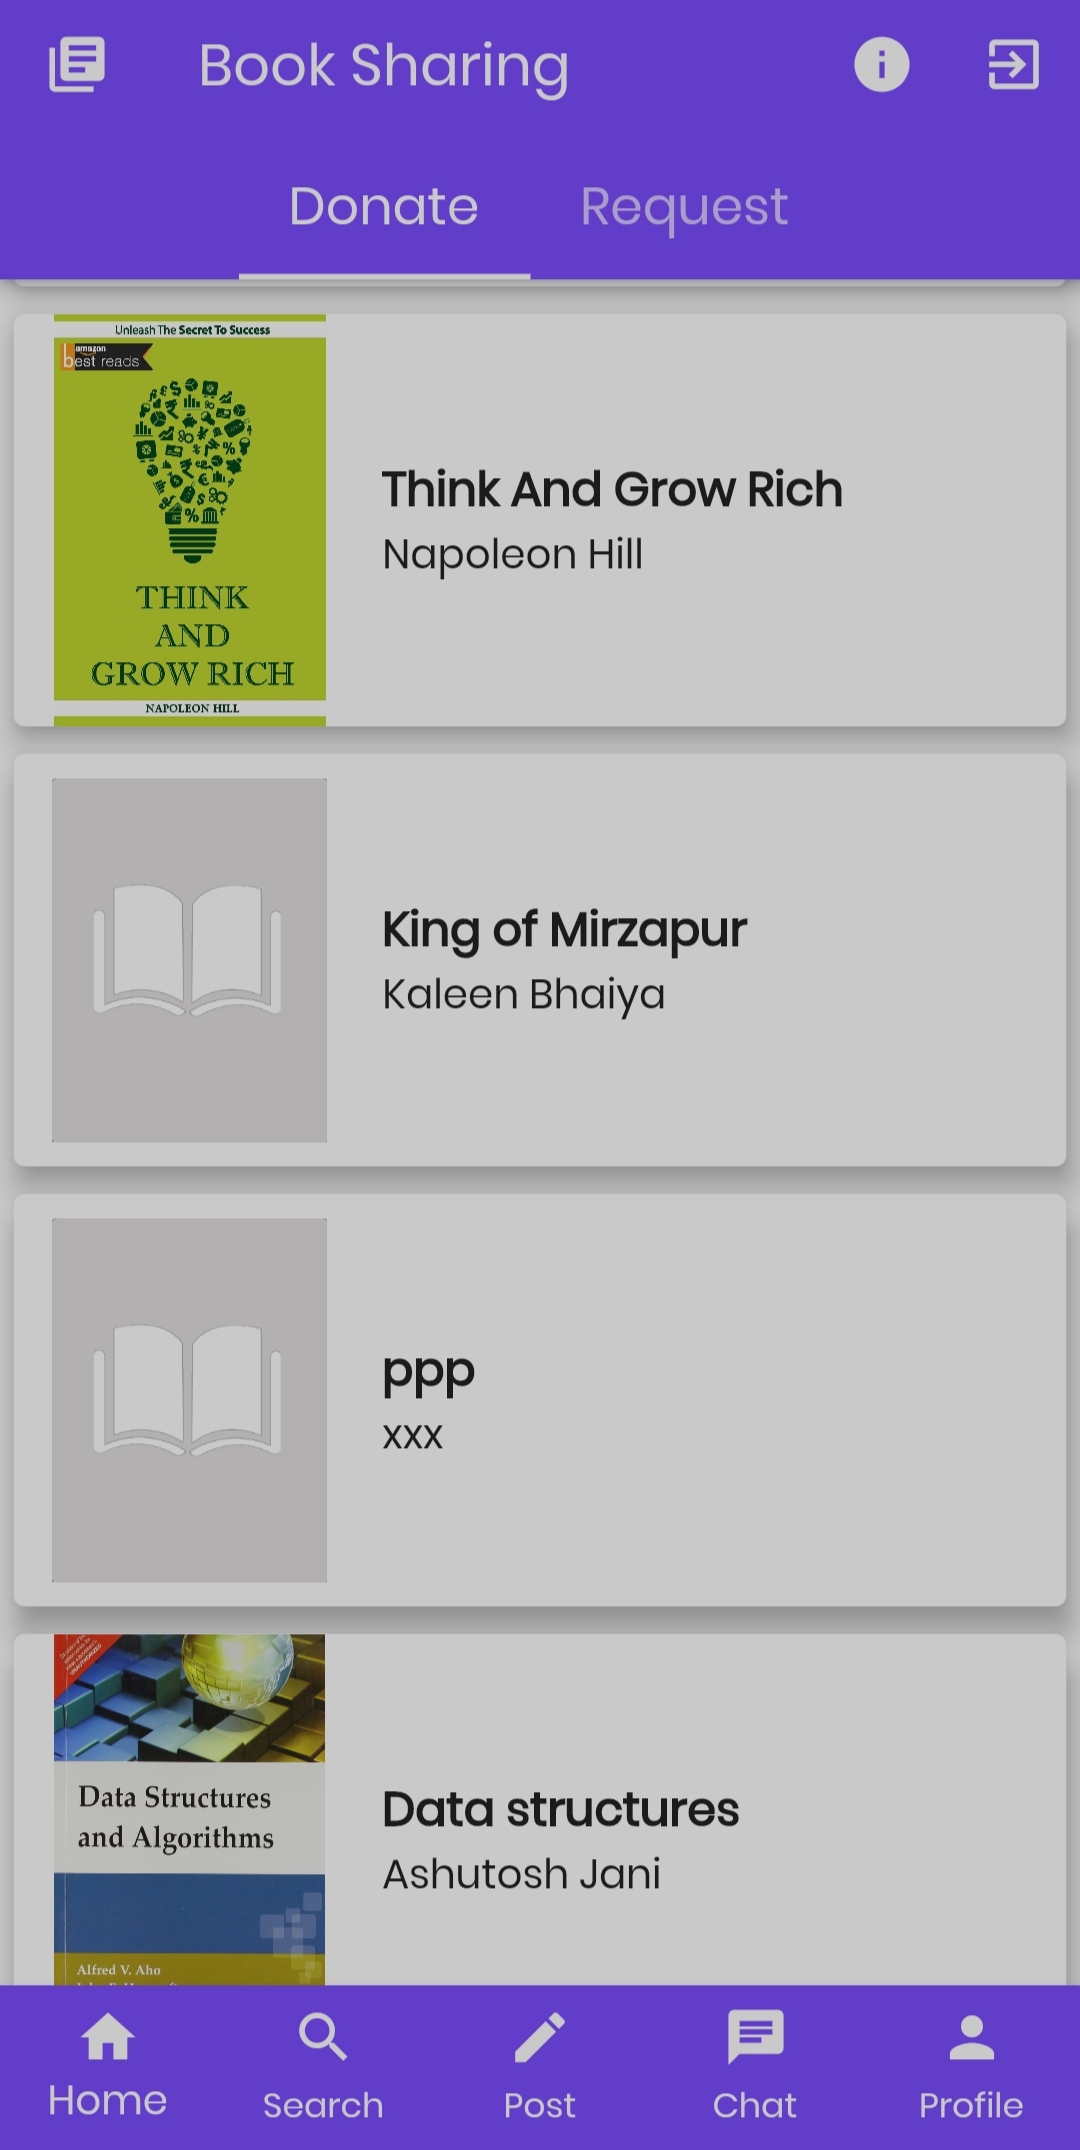 Book Sharing
Donate
Request
Unleash The Secret To Success
amazon
best reads
THINK
AND
GROW RICH
NAPOLEON HILL
Think And Grow Rich
Napoleon Hill
King of Mirzapur
Kaleen Bhaiya
ppp
xxx
Data Structures
and Algorithms
Alfred V. Aho
Data structures
Ashutosh Jani
Home
Search
Post
Chat
Profile